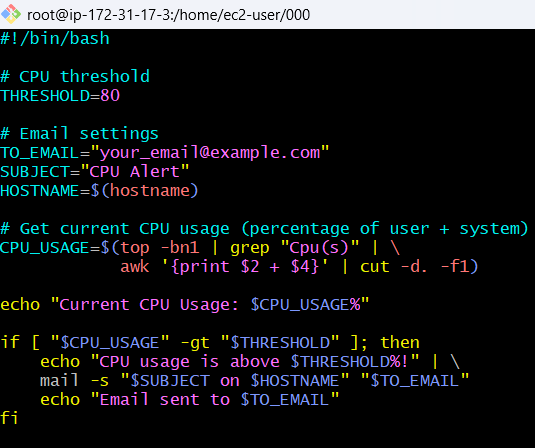 root@ip-172-31-17-3:/home/ec2-user/000
#!/bin/bash
# CPU threshold
THRESHOLD=80
# Email settings
TO_EMAIL="your_email@example.com"
SUBJECT="CPU Alert"
HOSTNAME=$(hostname)
# Get current CPU usage (percentage of user + system)
CPU_USAGE=$(top -bn1 | grep "Cpu(s)" | \
            awk '{print $2 + $4}' | cut -d. -f1)
echo "Current CPU Usage: $CPU_USAGE%"
if [ "$CPU_USAGE" -gt "$THRESHOLD" ]; then
    echo "CPU usage is above $THRESHOLD%!" | \
    mail -s "$SUBJECT on $HOSTNAME" "$TO_EMAIL"
    echo "Email sent to $TO_EMAIL"
fi